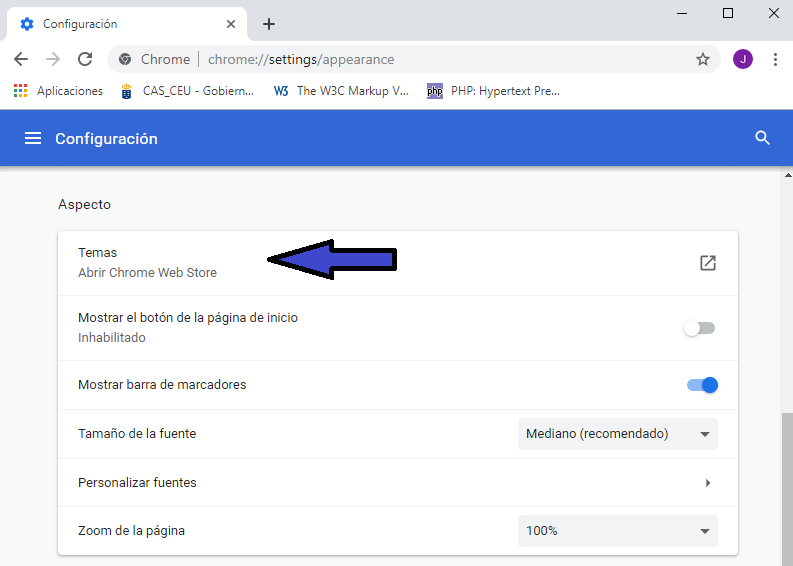 Configuración
Chrome chrome://settings/appearance
J
Aplicaciones CAS_CEU - Gobiern... W3 The W3C Markup V... php PHP: Hypertext Pre...
Configuración
Aspecto
Temas
Abrir Chrome Web Store
Mostrar el botón de la página de inicio
Inhabilitado
Mostrar barra de marcadores
Tamaño de la fuente Mediano (recomendado)
Personalizar fuentes
Zoom de la página 100%